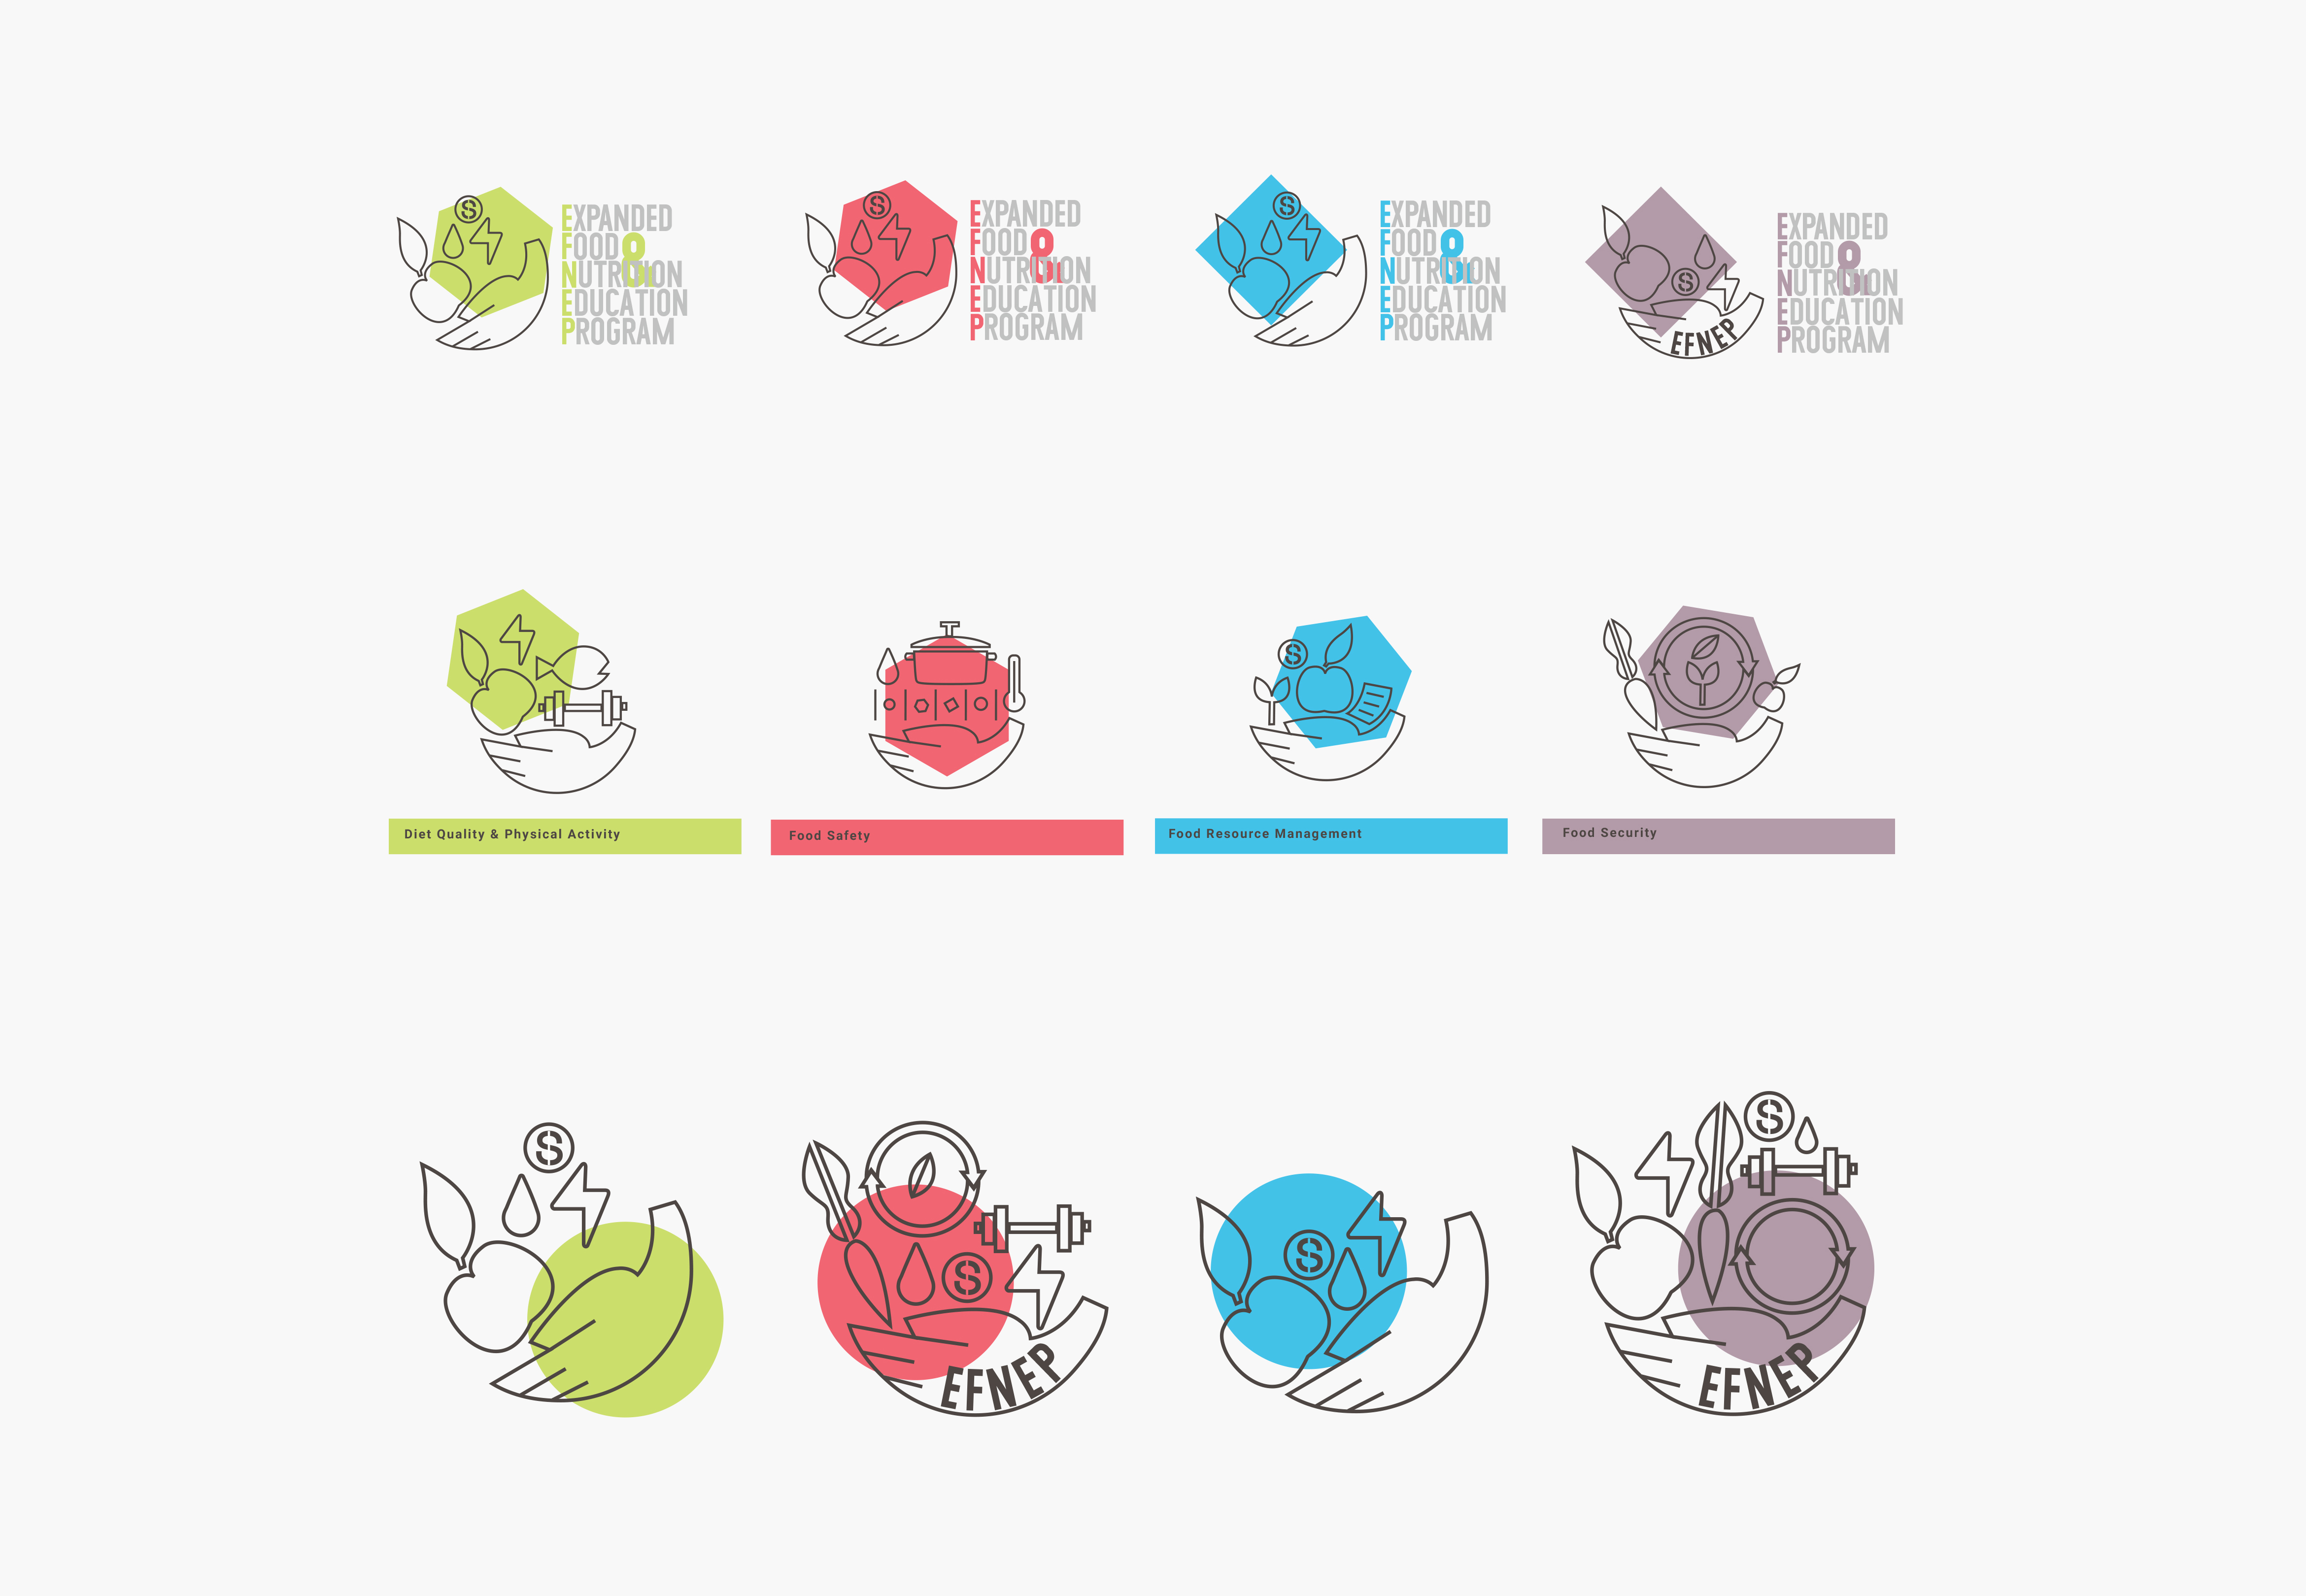 $
EXPANDED
FOOD &
NUTRITION
EDUCATION
PROGRAM
$
EXPANDED
FOOD &
NUTRITION
EDUCATION
PROGRAM
$
EXPANDED
FOOD &
NUTRITION
EDUCATION
PROGRAM
$
EFNEP
EXPANDED
FOOD &
NUTRITION
EDUCATION
PROGRAM
$
Diet Quality & Physical Activity
Food Safety
Food Resource Management
Food Security
$
$
EFNEP
$
$
EFNEP